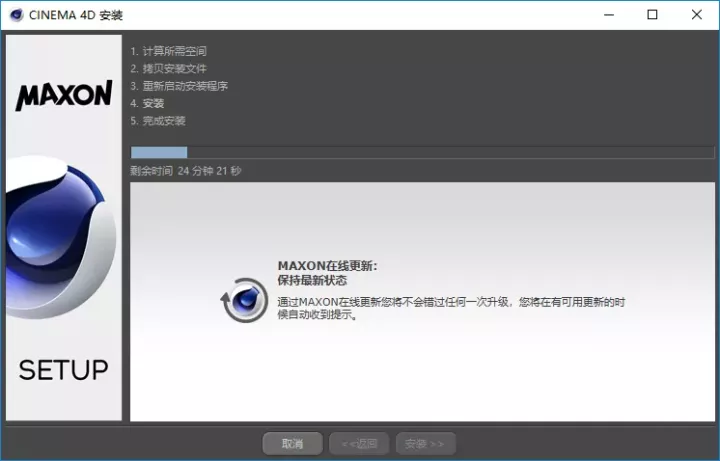 CINEMA 4D 安装
MAXON
SETUP
1. 计算所需空间
2. 拷贝安装文件
3. 重新启动安装程序
4. 安装
5. 完成安装
剩余时间 24 分钟 21 秒
MAXON在线更新:
保持最新状态
通过MAXON在线更新您将不会错过任何一次升级，您将在有可用更新的时
候自动收到提示。
取消
<<返回
安装 >>